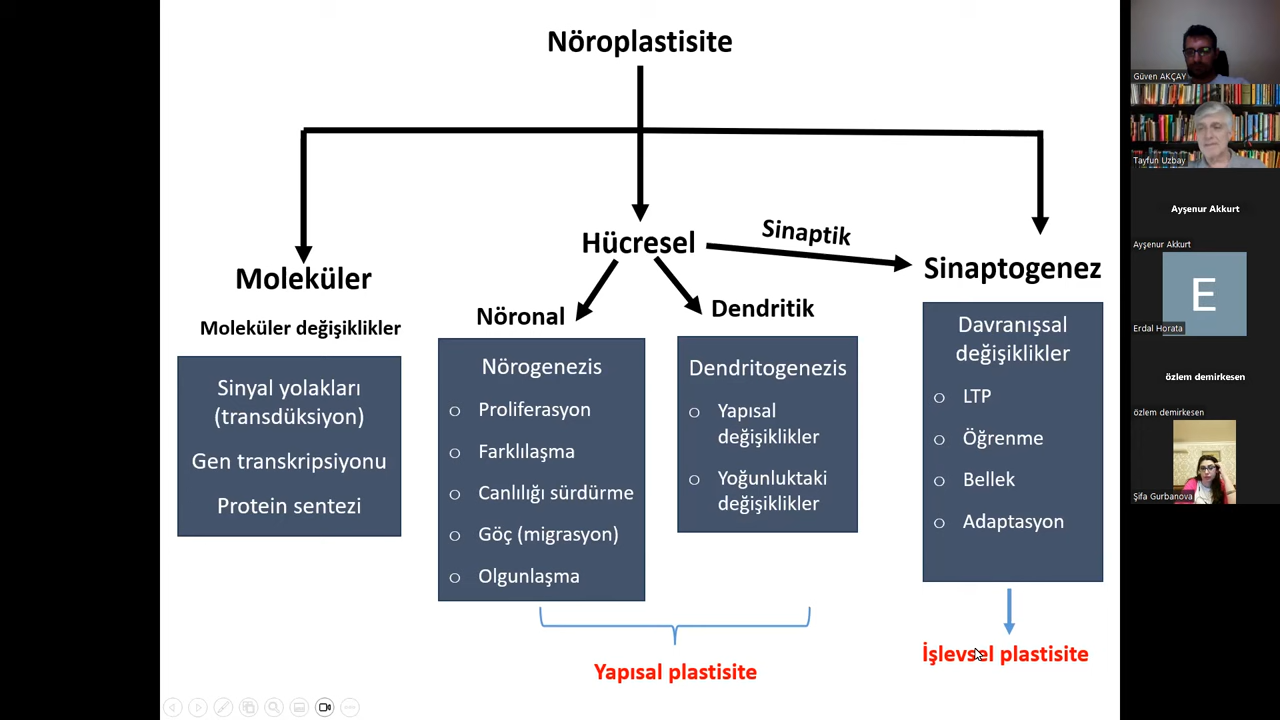 Nöroplastisite
Hücresel
Sinaptik
Sinaptogenez
Moleküler
Moleküler değişiklikler
Sinyal yolakları
(transdüksiyon)
Gen transkripsiyonu
Protein sentezi
Nöronal
Nörogenezis
o Proliferasyon
o Farklılaşma
o Canlılığı sürdürme
o Göç (migrasyon)
o Olgunlaşma
Dendritik
Dendritogenezis
o Yapısal
değişiklikler
o Yoğunluktaki
değişiklikler
Davranışsal
değişiklikler
o LTP
o Öğrenme
o Bellek
o Adaptasyon
Yapısal plastisite
İşlevsel plastisite
Güven AKÇAY
Tayfun Uzbay
Ayşenur Akkurt
Ayşenur Akkurt
E
Erdal Horata
özlem demirkesen
özlem demirkesen
Şifa Gurbanova